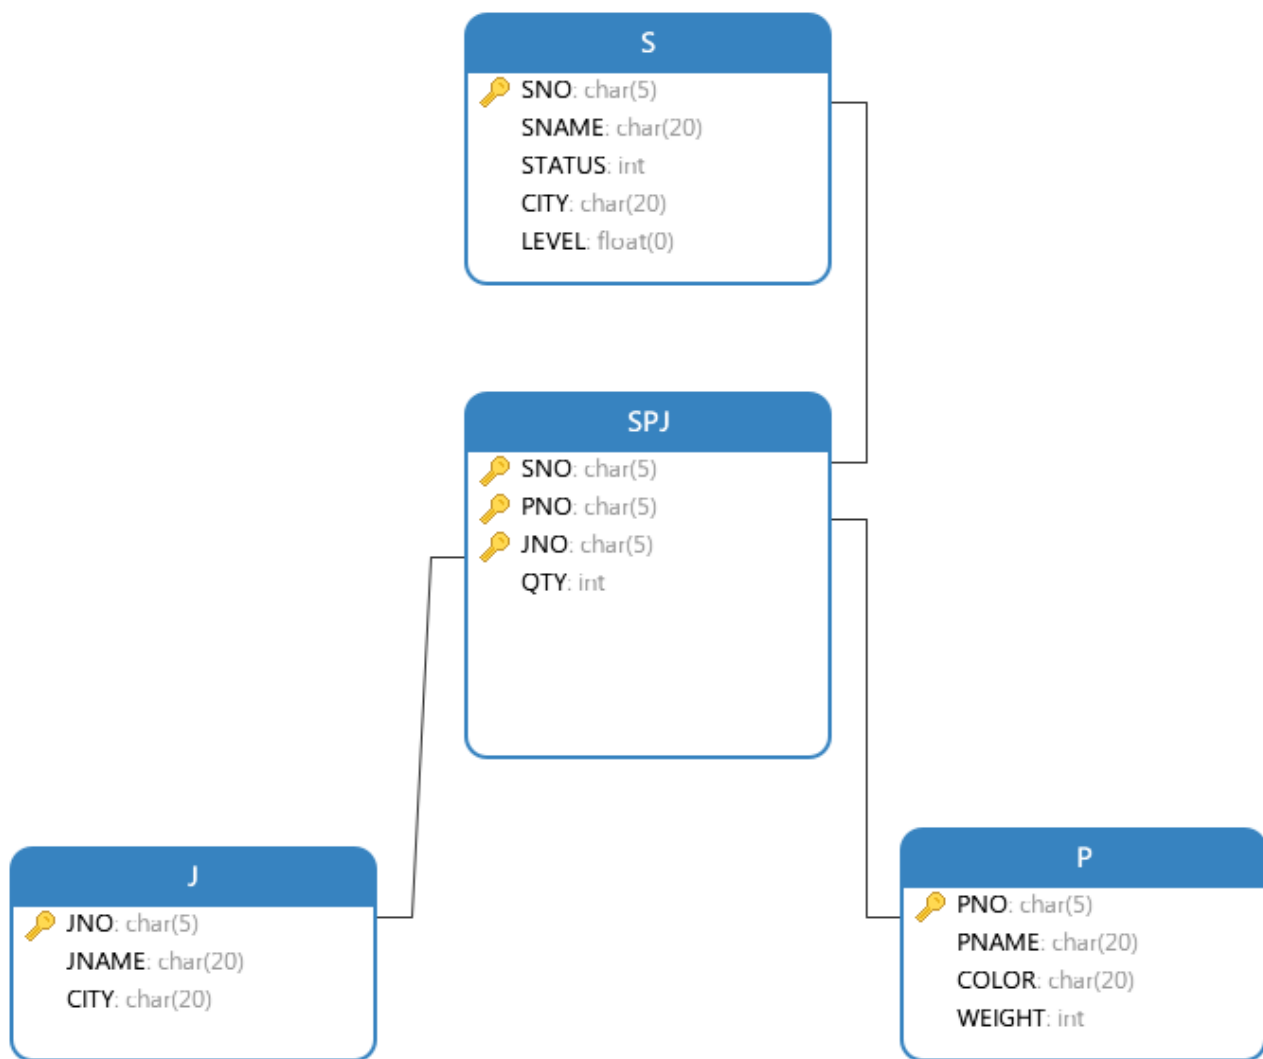 S
SNO: char(5)
SNAME: char(20)
STATUS: int
CITY: char(20)
LEVEL: float(0)
SPJ
SNO: char(5)
PNO: char(5)
JNO: char(5)
QTY: int
J
JNO: char(5)
JNAME: char(20)
CITY: char(20)
P
PNO: char(5)
PNAME: char(20)
COLOR: char(20)
WEIGHT: int